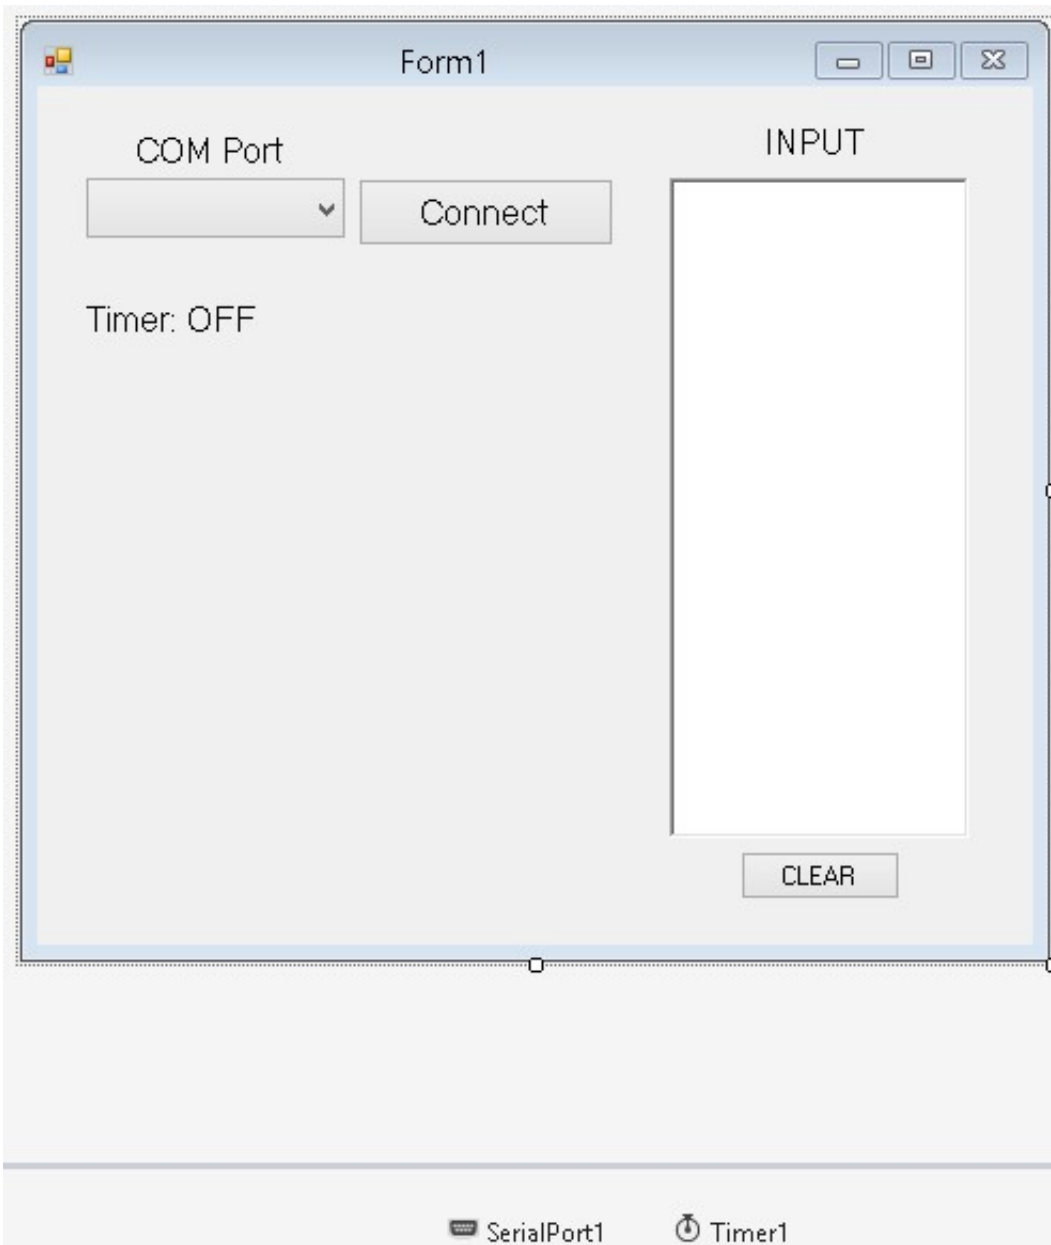 Form1
COM Port
INPUT
Connect
Timer: OFF
CLEAR
SerialPort1
Timer1